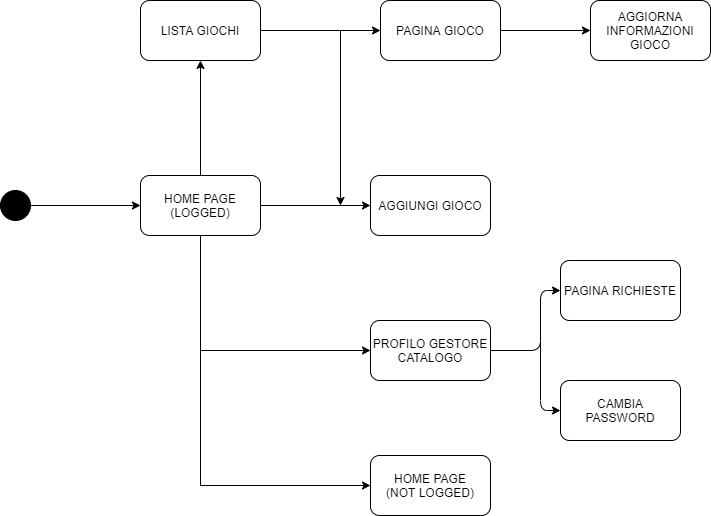 LISTA GIOCHI
PAGINA GIOCO
AGGIORNA
INFORMAZIONI
GIOCO
HOME PAGE
(LOGGED)
AGGIUNGI GIOCO
PAGINA RICHIESTE
PROFILO GESTORE
CATALOGO
CAMBIA
PASSWORD
HOME PAGE
(NOT LOGGED)